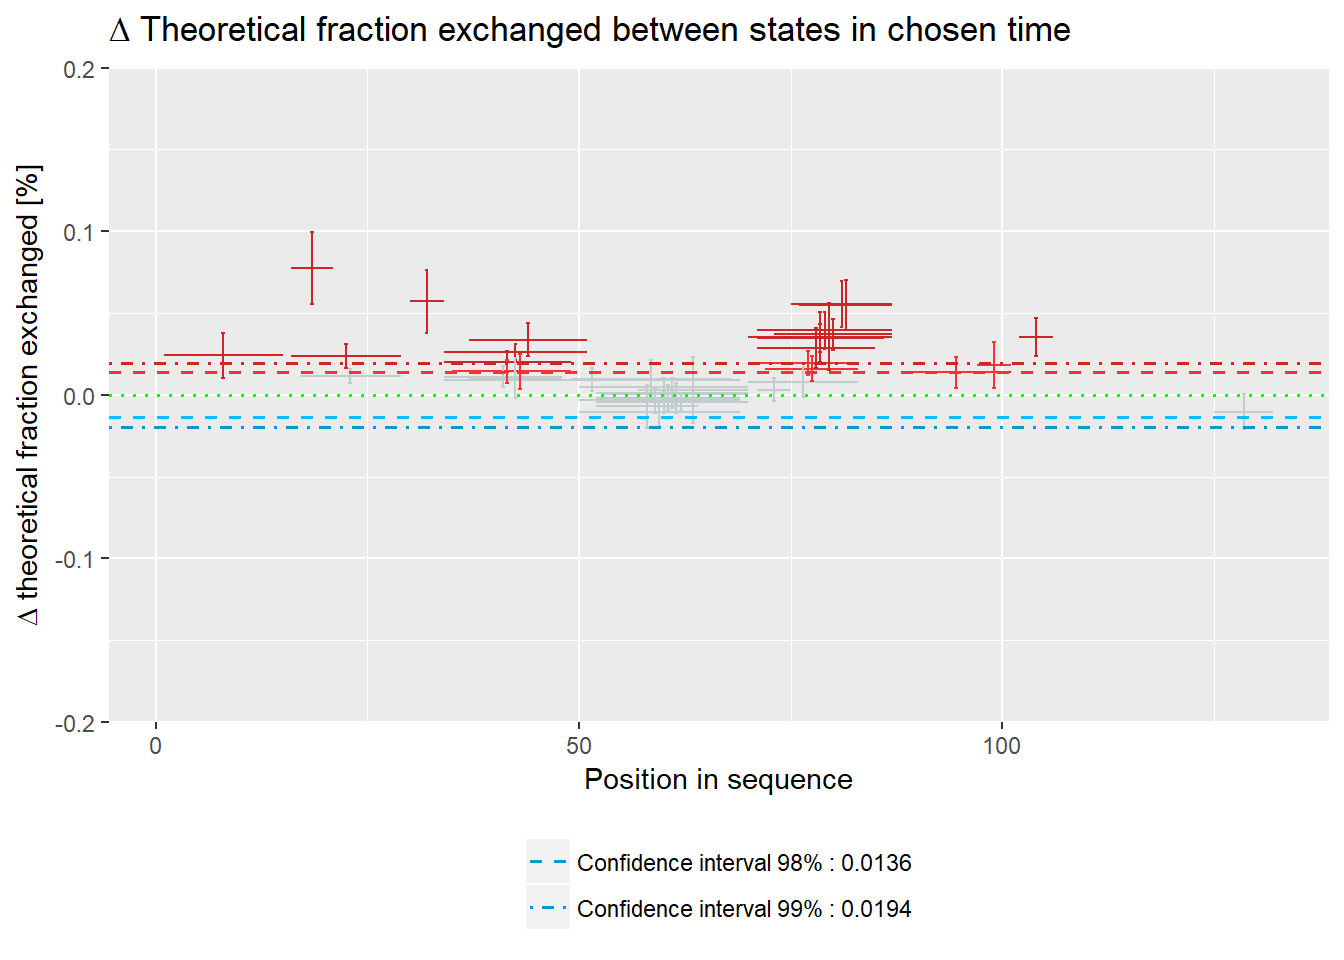 Δ Theoretical fraction exchanged between states in chosen time
Δ theoretical fraction exchanged [%]
0.2
0.1
0.0
-0.1
-0.2
0 50 100
Position in sequence
Confidence interval 98% : 0.0136
Confidence interval 99% : 0.0194